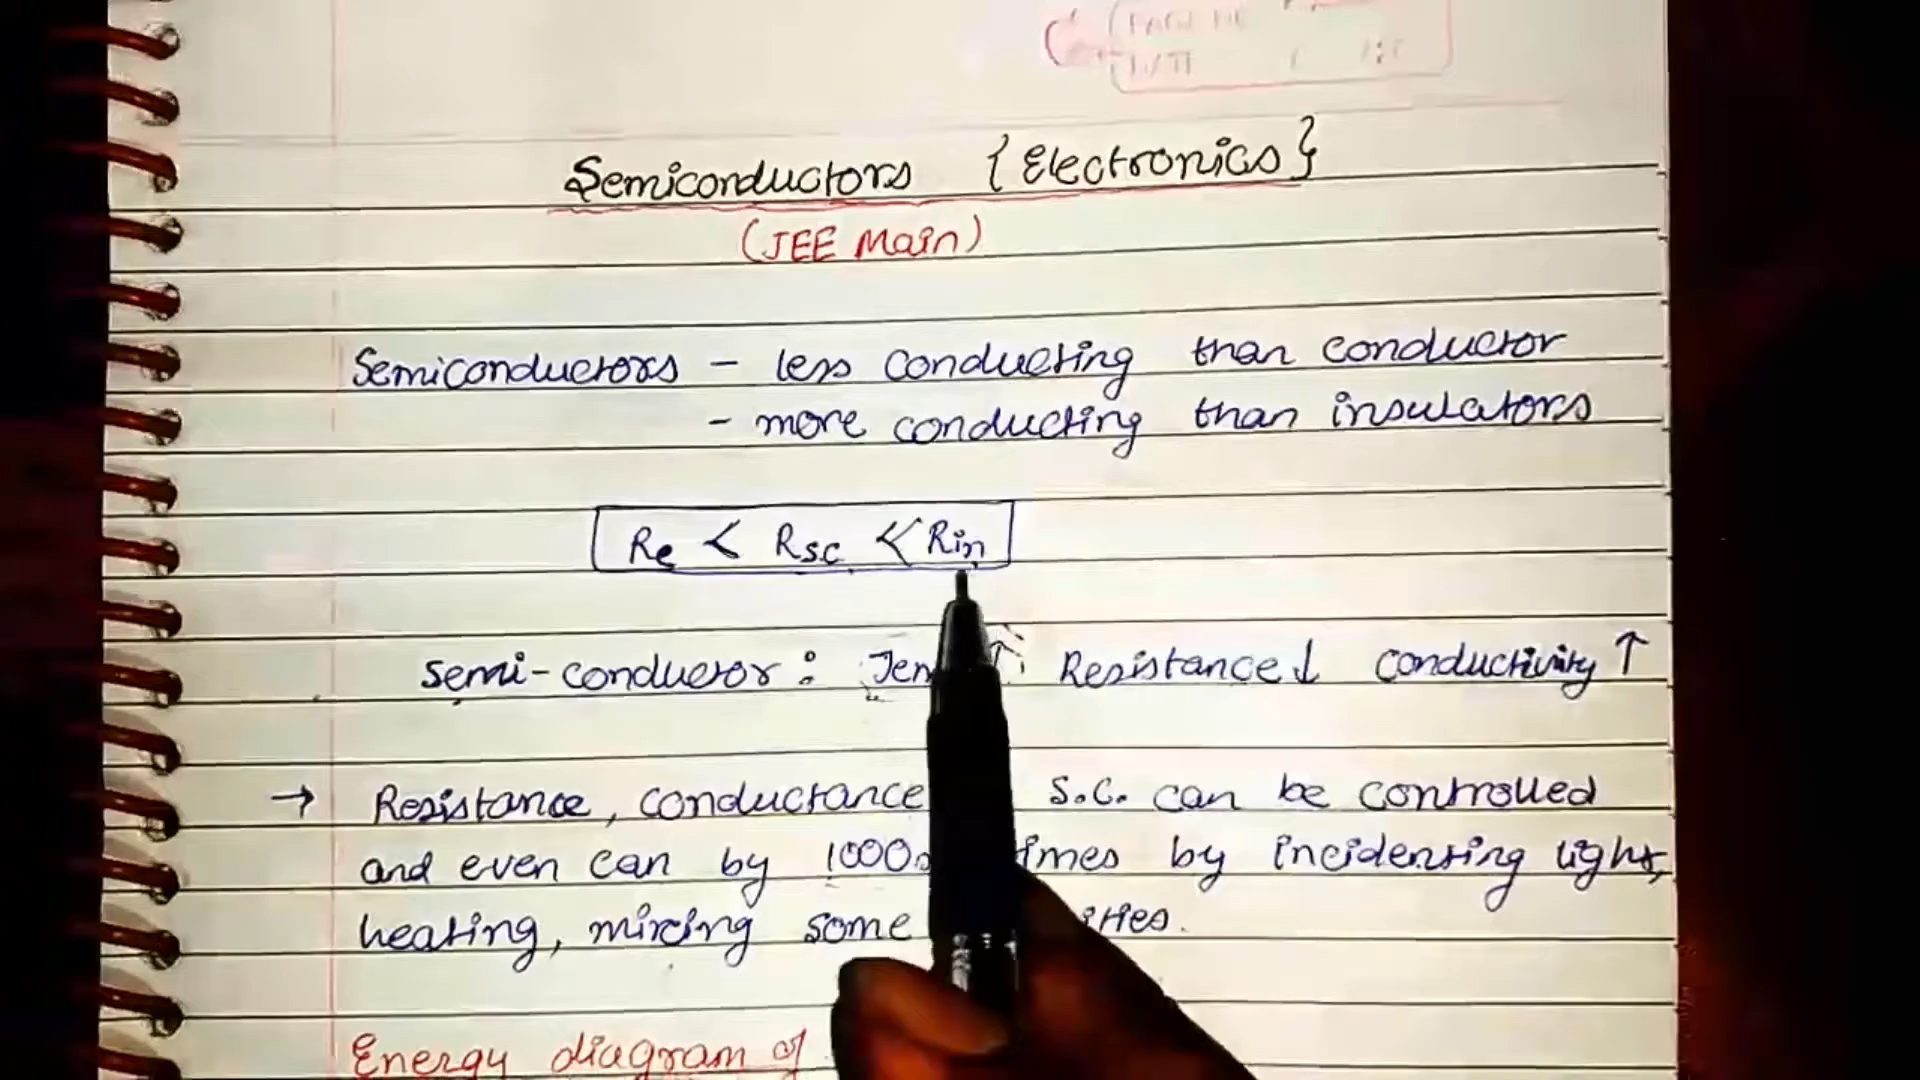 Semiconductors {Electronics}
(JEE Main)
Semiconductors - less conducting than conductor
- more conducting than insulators
Rc < Rsc < Rin
semi-conductor : Resistance↓ conductivity ↑
→ Resistance, conductance S.C. can be controlled
and even can by 1000s times by incidenting light,
heating, mixing some
Energy diagram of